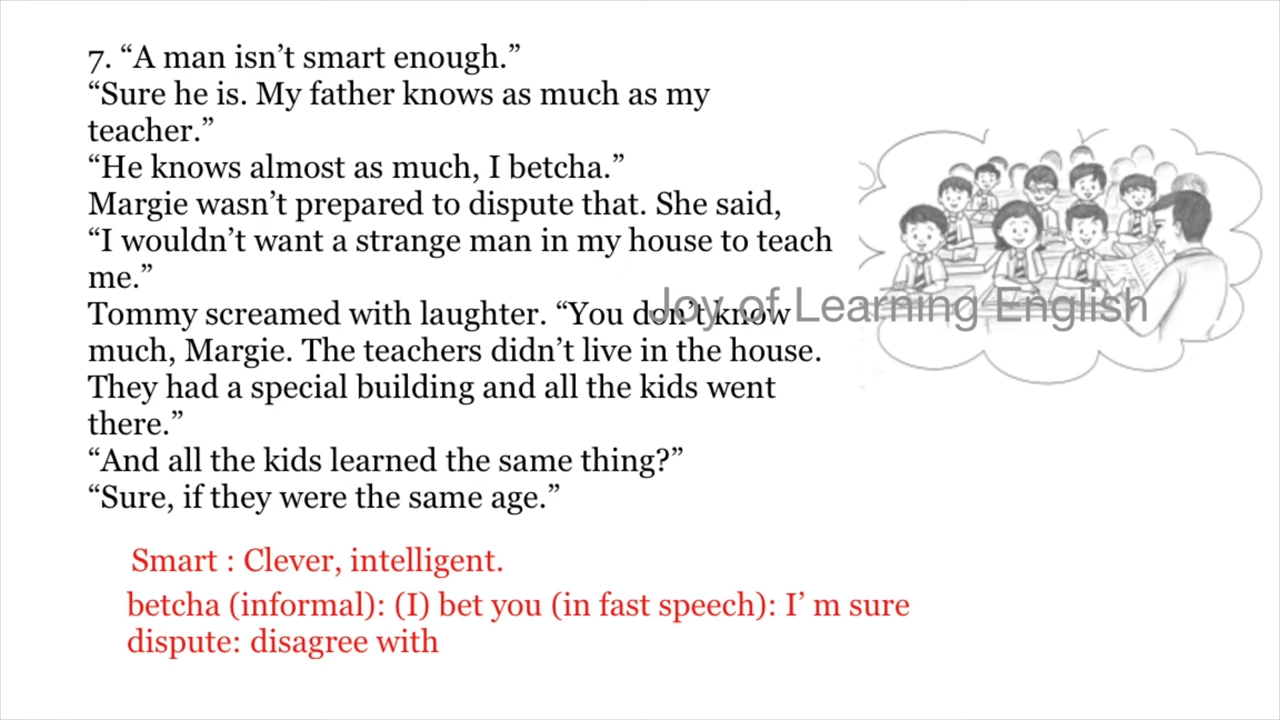 7. “A man isn’t smart enough.”
“Sure he is. My father knows as much as my
teacher.”
“He knows almost as much, I betcha.”
Margie wasn’t prepared to dispute that. She said,
“I wouldn’t want a strange man in my house to teach
me.”
Tommy screamed with laughter. “You don’t know
much, Margie. The teachers didn’t live in the house.
They had a special building and all the kids went
there.”
“And all the kids learned the same thing?”
“Sure, if they were the same age.”
Joy of Learning English
Smart : Clever, intelligent.
betcha (informal): (I) bet you (in fast speech): I’ m sure
dispute: disagree with